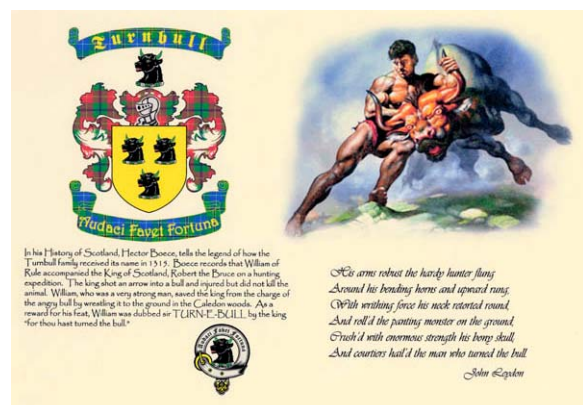 Turnbull
Audaci Favet Fortuna
In his History of Scotland, Hector Boece, tells the legend of how the
Turnbull family received its name in 1315. Boece records that William of
Rule accompanied the King of Scotland, Robert the Bruce on a hunting
expedition. The king shot an arrow into a bull and injured but did not kill the
animal. William, who was a very strong man, saved the king from the charge of
the angry bull by wrestling it to the ground in the Caledon woods. As a
reward for his feat, William was dubbed sir TURN-E-BULL by the king
"for thou hast turned the bull."
Audaci Favet Fortuna
His arms robust the hardy hunter flung
Around his bending horns and upward rung,
With writhing force his neck retorted round,
And roll'd the panting monster on the ground,
Crush'd with enormous strength his bony skull,
And courtiers hail'd the man who turned the bull.
John Leydon